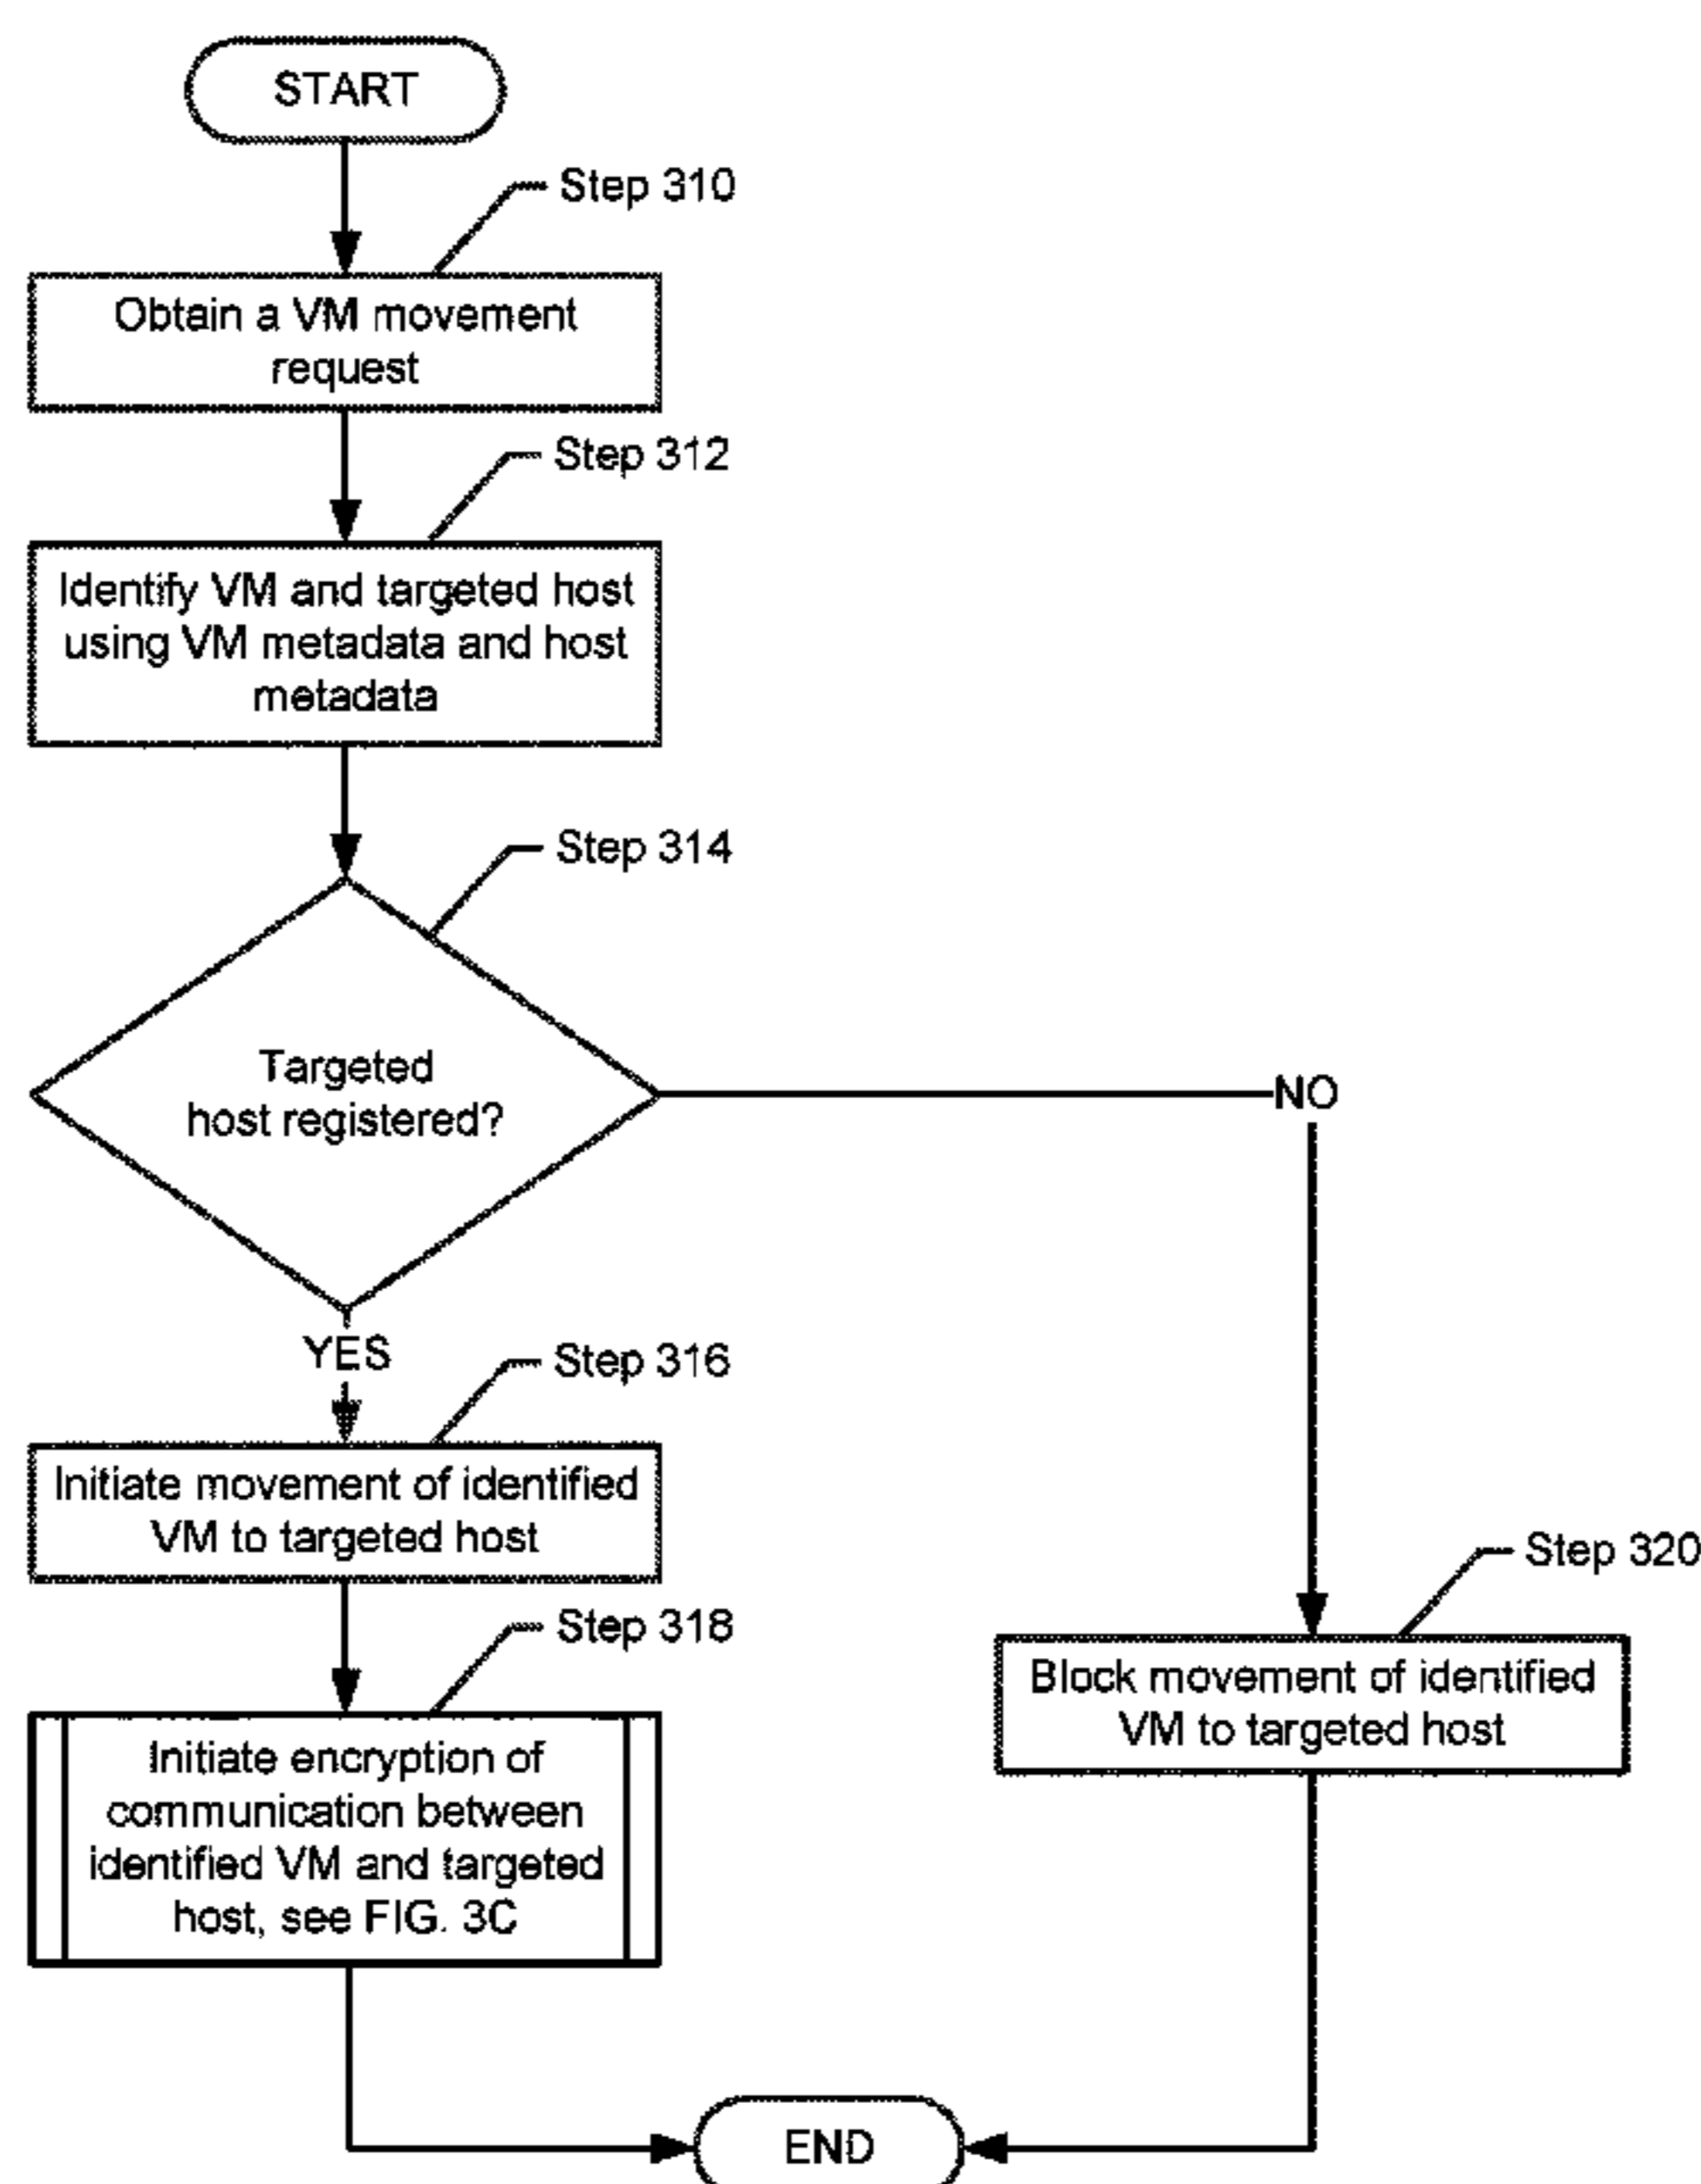 START
Step 310
Obtain a VM movement
request
Step 312
Identify VM and targeted host
using VM metadata and host
metadata
Step 314
Targeted
host registered?
NO
YES
Step 316
Initiate movement of identified
VM to targeted host
Step 318
Initiate encryption of
communication between
identified VM and targeted
host, see FIG. 3C
Step 320
Block movement of identified
VM to targeted host
END